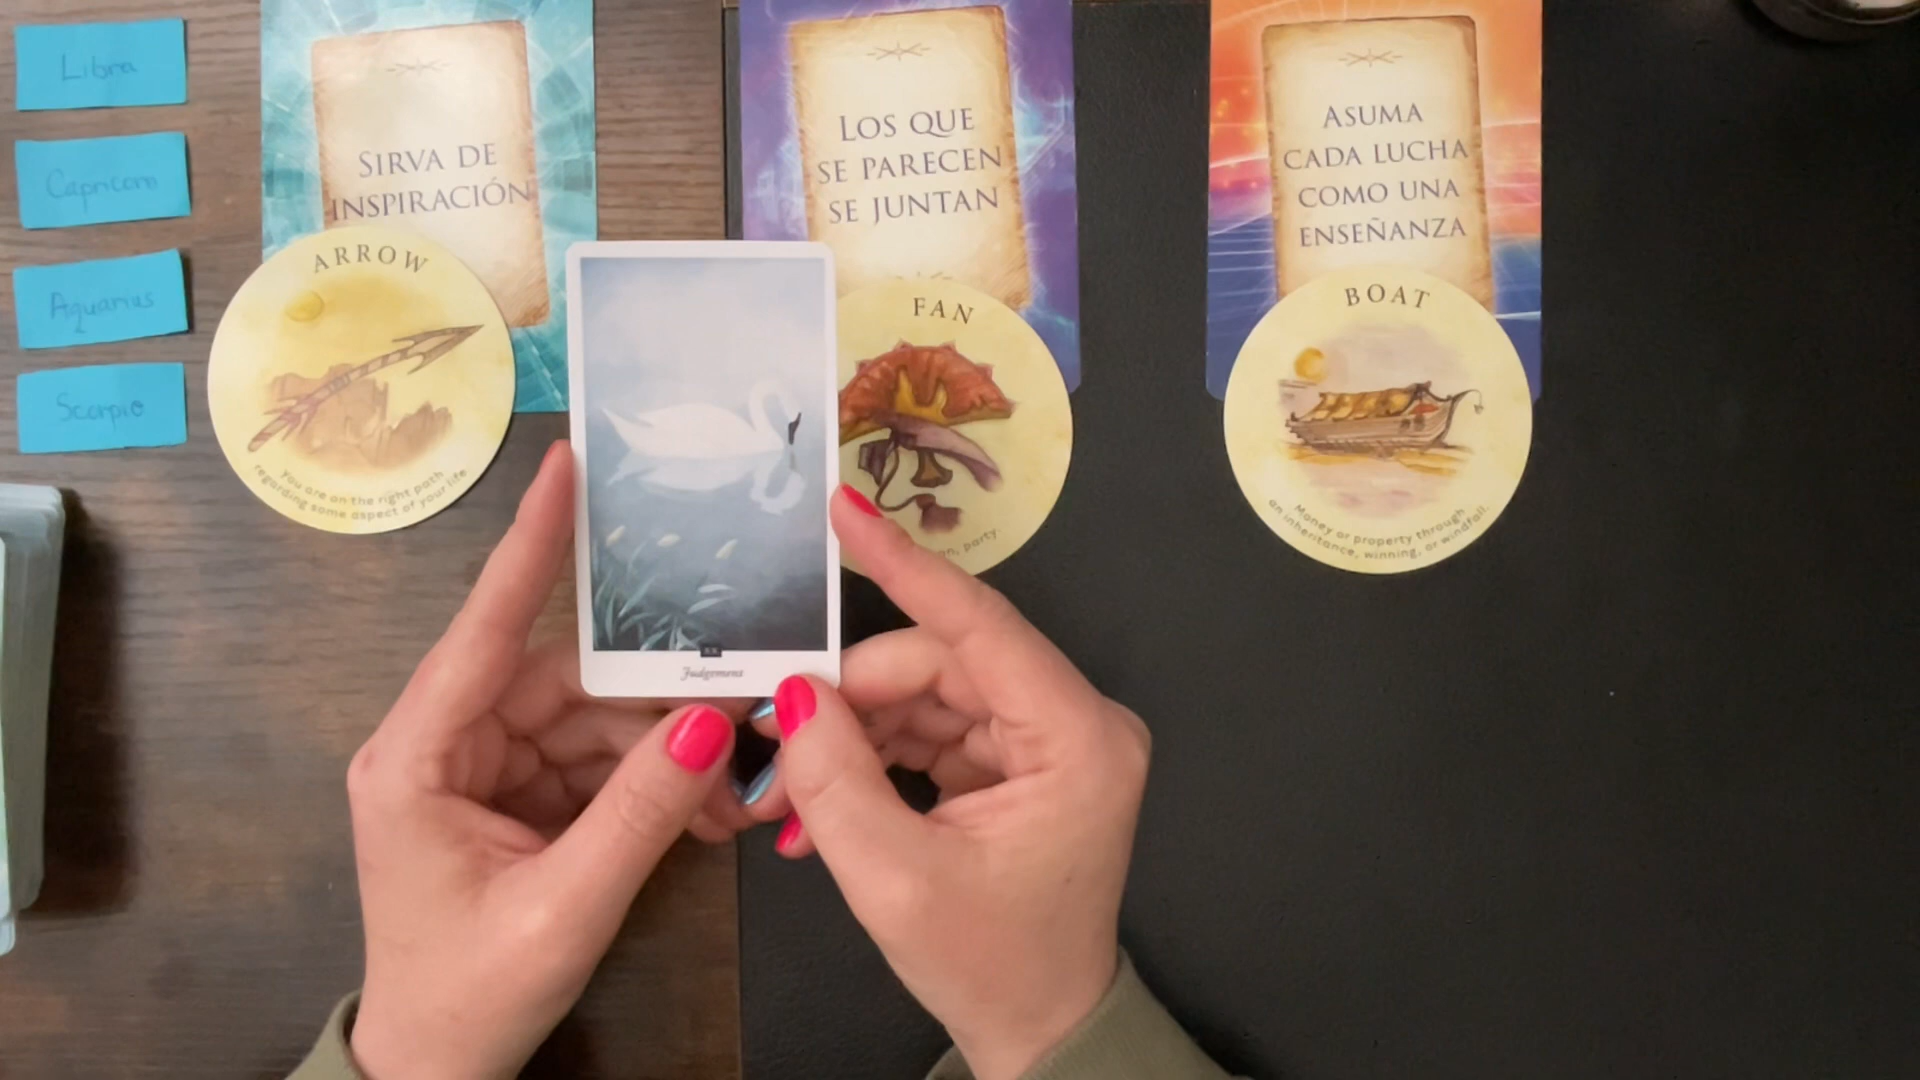 Libra
Capricorn
Aquarius
Scorpio
SIRVA DE
INSPIRACIÓN
ARROW
You are on the right path
regarding some aspect of your life
LOS QUE
SE PARECEN
SE JUNTAN
FAN
party.
ASUMA
CADA LUCHA
COMO UNA
ENSEÑANZA
BOAT
Money or property through
an inheritance, winning, or windfall.
XX
Judgement